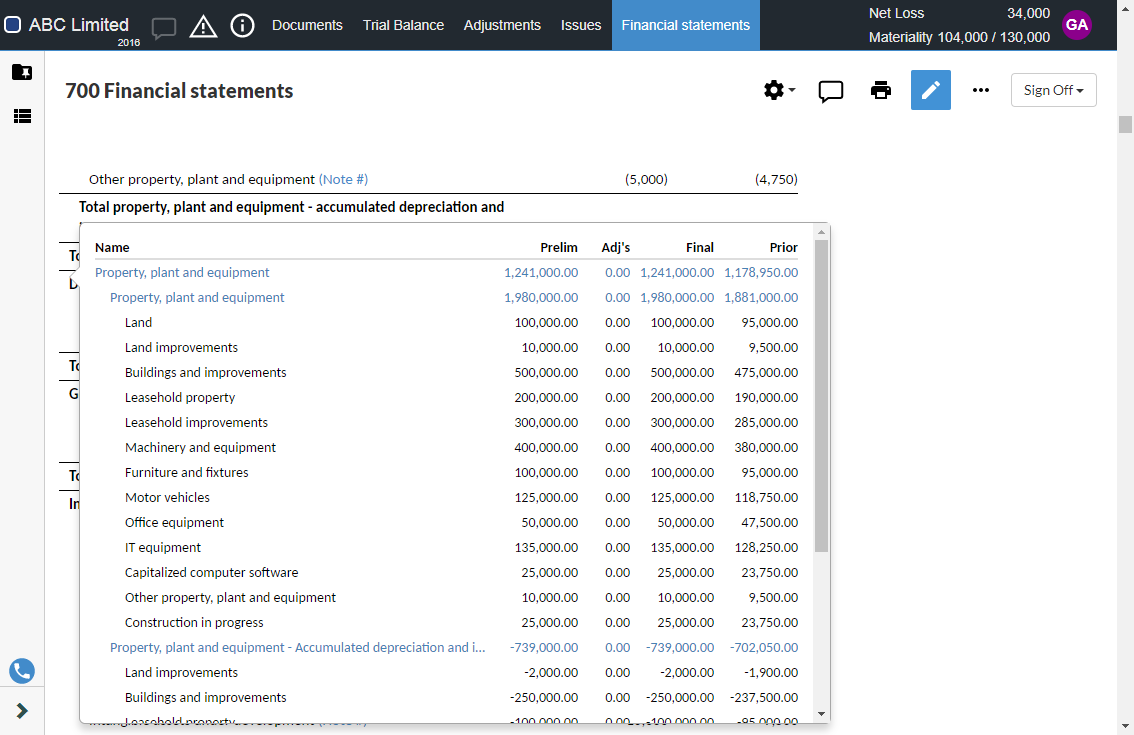 ABC Limited
2016
Documents Trial Balance Adjustments Issues Financial statements
Net Loss 34,000
Materiality 104,000 / 130,000
GA
700 Financial statements
Sign Off
Other property, plant and equipment (Note #) (5,000) (4,750)
Total property, plant and equipment - accumulated depreciation and
Name Prelim Adj's Final Prior
Property, plant and equipment 1,241,000.00 0.00 1,241,000.00 1,178,950.00
Property, plant and equipment 1,980,000.00 0.00 1,980,000.00 1,881,000.00
Land 100,000.00 0.00 100,000.00 95,000.00
Land improvements 10,000.00 0.00 10,000.00 9,500.00
Buildings and improvements 500,000.00 0.00 500,000.00 475,000.00
Leasehold property 200,000.00 0.00 200,000.00 190,000.00
Leasehold improvements 300,000.00 0.00 300,000.00 285,000.00
Machinery and equipment 400,000.00 0.00 400,000.00 380,000.00
Furniture and fixtures 100,000.00 0.00 100,000.00 95,000.00
Motor vehicles 125,000.00 0.00 125,000.00 118,750.00
Office equipment 50,000.00 0.00 50,000.00 47,500.00
IT equipment 135,000.00 0.00 135,000.00 128,250.00
Capitalized computer software 25,000.00 0.00 25,000.00 23,750.00
Other property, plant and equipment 10,000.00 0.00 10,000.00 9,500.00
Construction in progress 25,000.00 0.00 25,000.00 23,750.00
Property, plant and equipment - Accumulated depreciation and i... -739,000.00 0.00 -739,000.00 -702,050.00
Land improvements -2,000.00 0.00 -2,000.00 -1,900.00
Buildings and improvements -250,000.00 0.00 -250,000.00 -237,500.00
Leasehold property -100,000.00 0.00 -100,000.00 -95,000.00